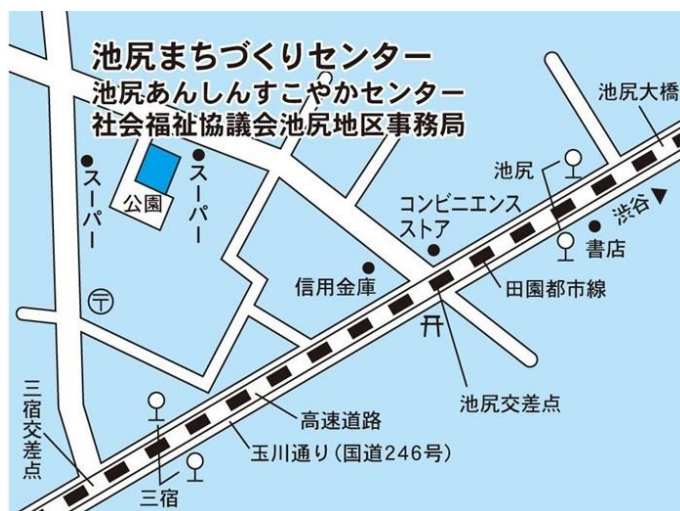 池尻まちづくりセンター
池尻あんしんすこやかセンター
社会福祉協議会池尻地区事務局
池尻大橋
池尻
渋谷
スーパー
スーパー
公園
コンビニエンス
ストア
書店
信用金庫
田園都市線
〒
池尻交差点
高速道路
三宿交差点
玉川通り(国道246号)
三宿